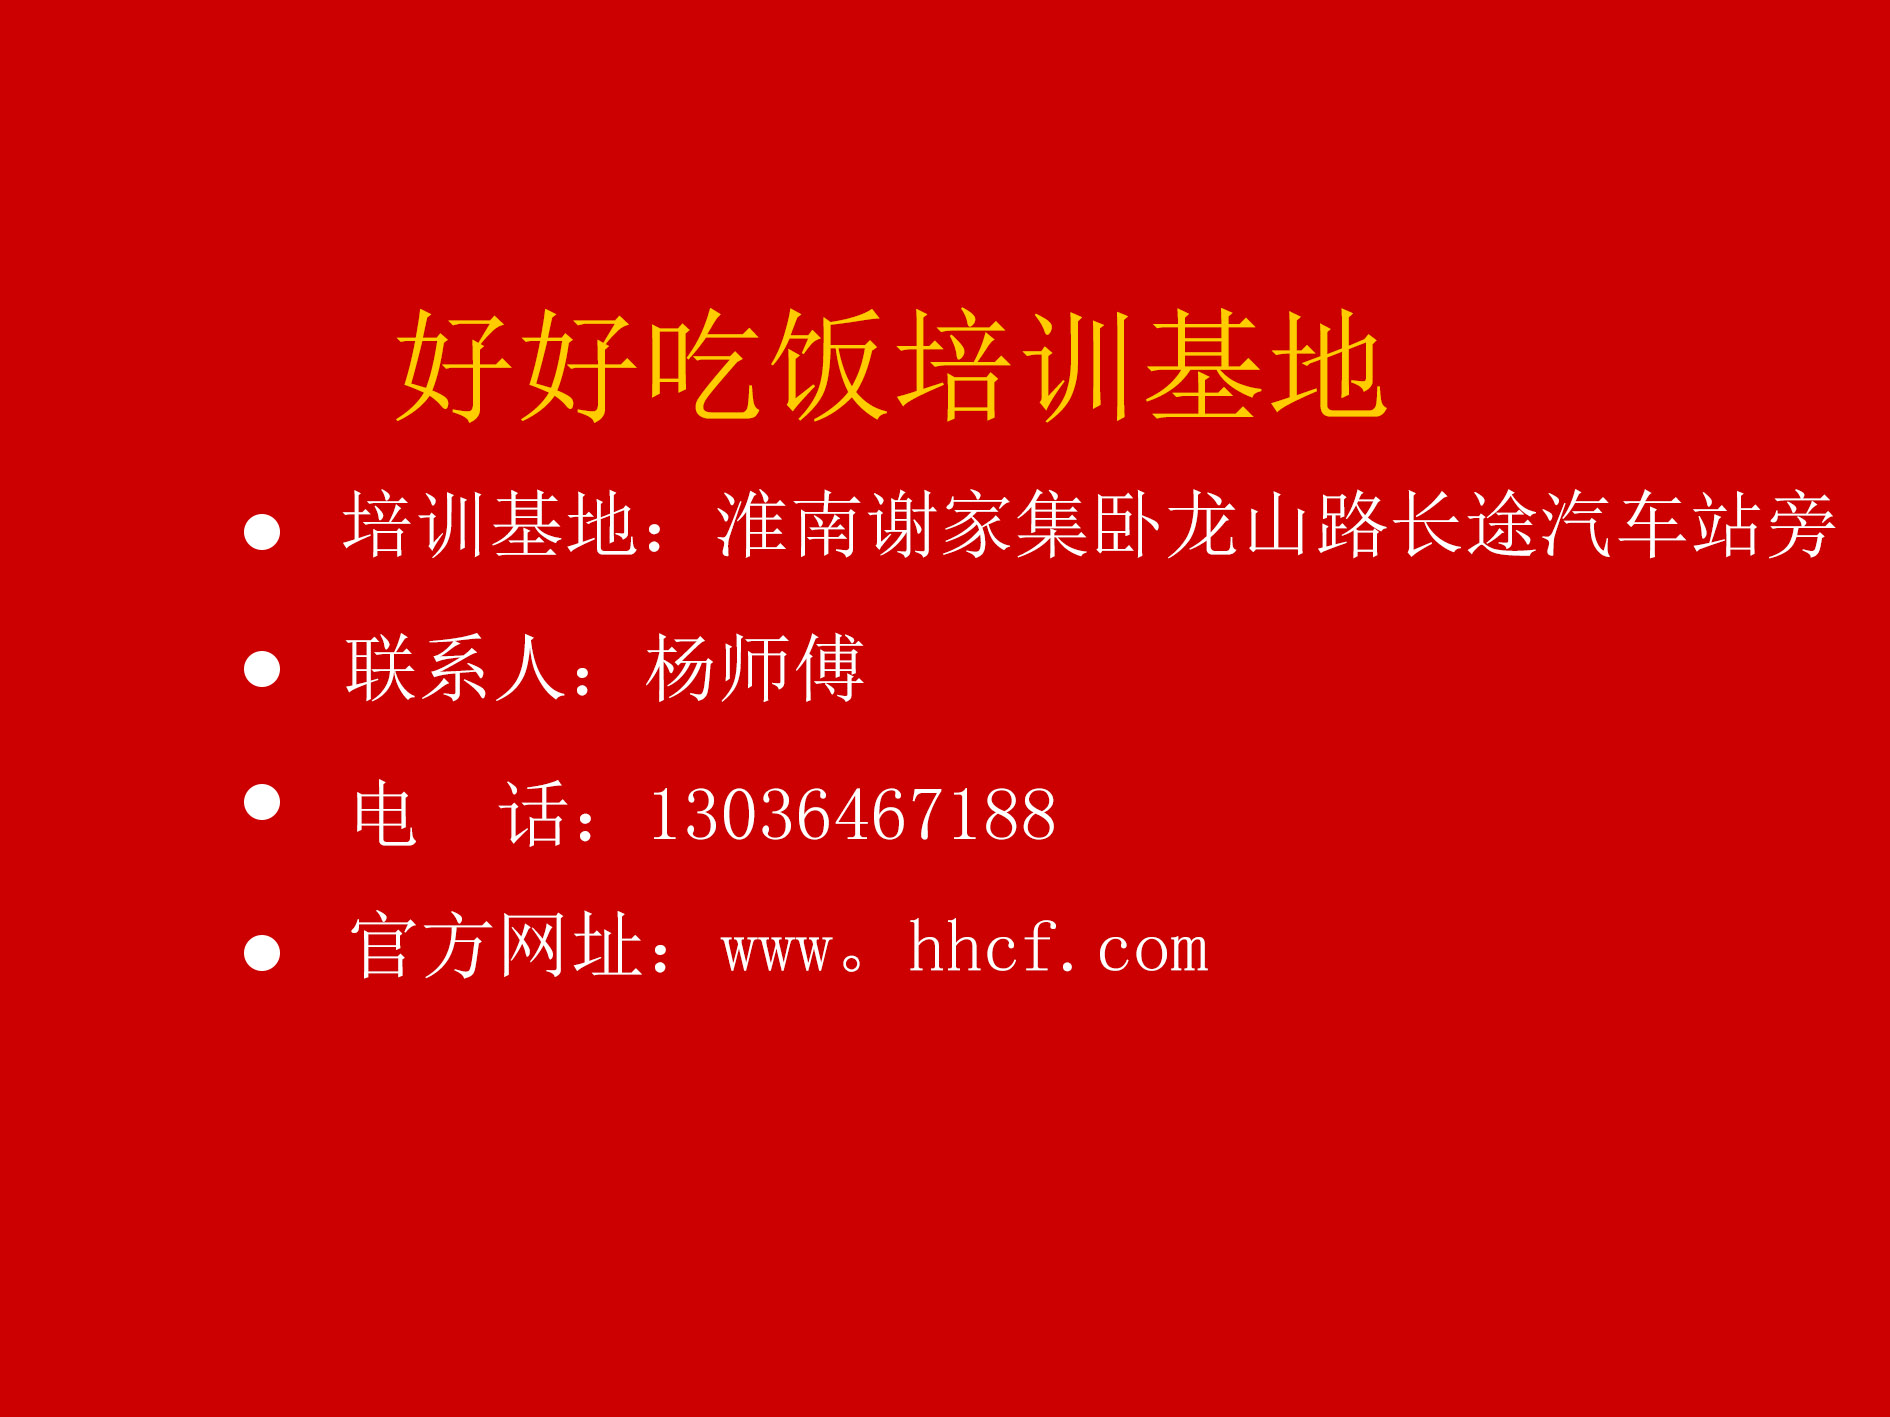 好好吃饭培训基地
● 培训基地：淮南谢家集卧龙山路长途汽车站旁
● 联系人：杨师傅
● 电　话：13036467188
● 官方网址：www。hhcf.com